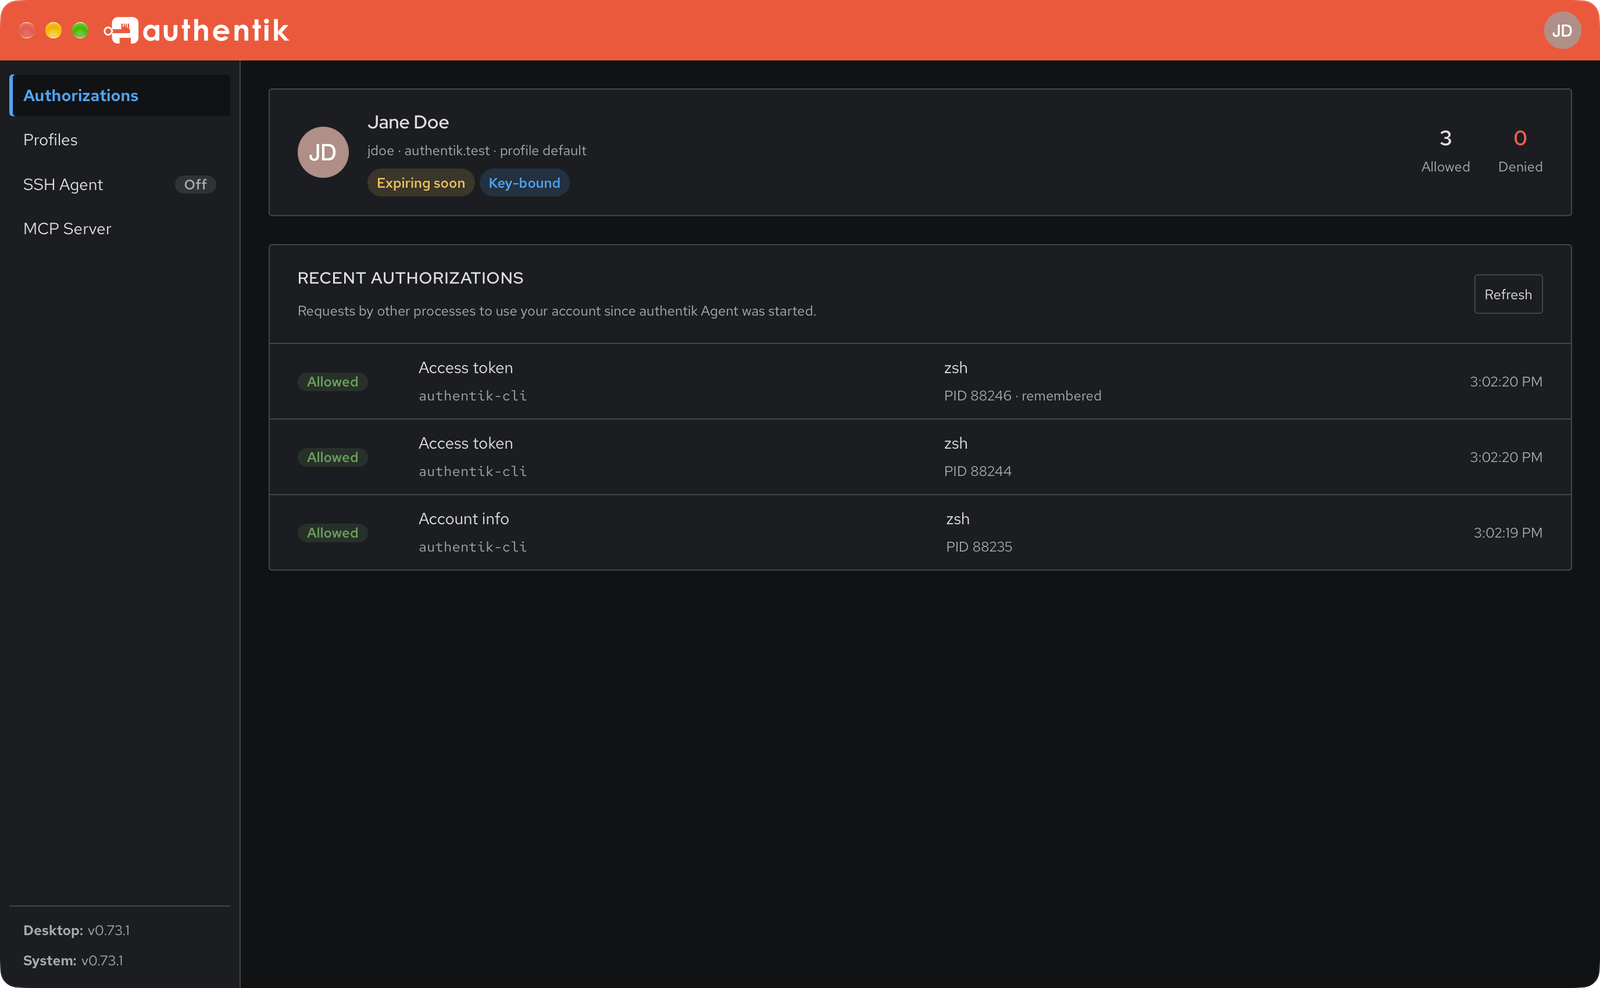 authentik
JD
Authorizations
Profiles
SSH Agent Off
MCP Server
JD
Jane Doe
jdoe · authentik.test · profile default
Expiring soon Key-bound
3 0
Allowed Denied
RECENT AUTHORIZATIONS
Requests by other processes to use your account since authentik Agent was started.
Refresh
Allowed
Access token
authentik-cli
zsh
PID 88246 · remembered
3:02:20 PM
Allowed
Access token
authentik-cli
zsh
PID 88244
3:02:20 PM
Allowed
Account info
authentik-cli
zsh
PID 88235
3:02:19 PM
Desktop: v0.73.1
System: v0.73.1